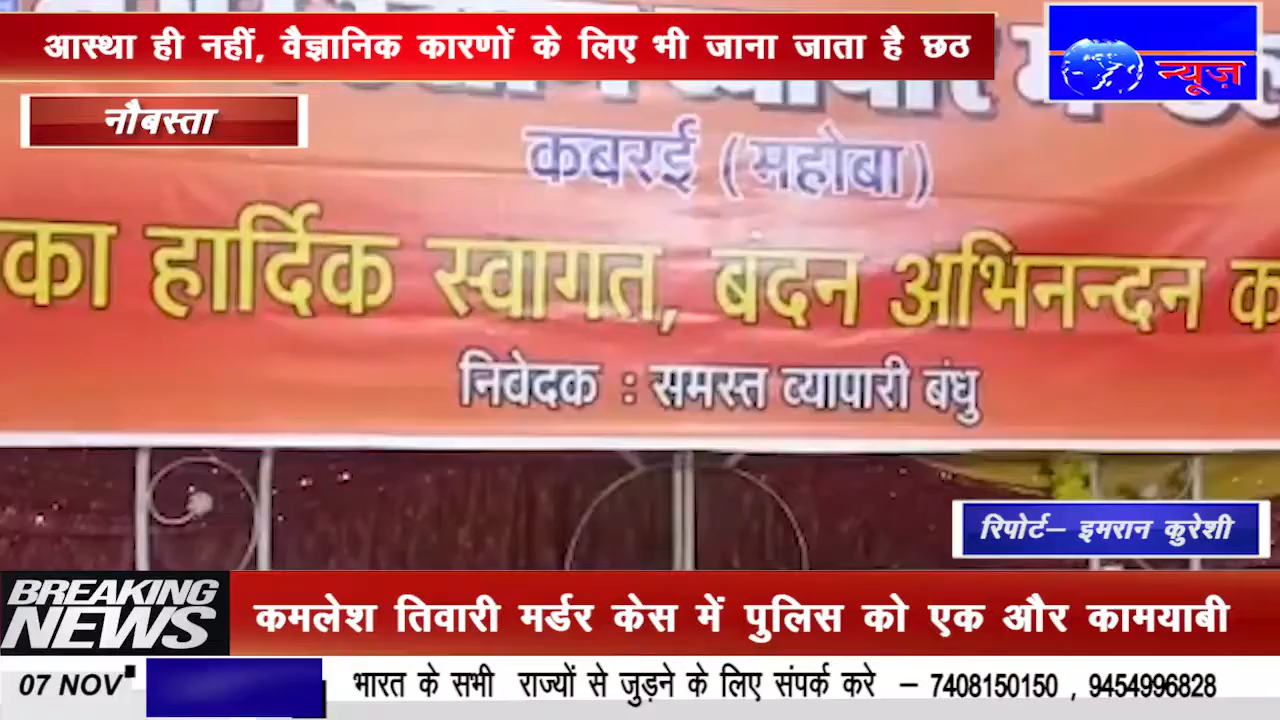 आस्था ही नहीं, वैज्ञानिक कारणों के लिए भी जाना जाता है छठ
न्यूज़
नौबस्ता
कबरई (महोबा)
का हार्दिक स्वागत, बंदन अभिनन्दन
निवेदक : समस्त व्यापारी बंधु
रिपोर्ट– इमरान कुरेशी
BREAKING
NEWS
कमलेश तिवारी मर्डर केस में पुलिस को एक और कामयाबी
07 NOV
भारत के सभी राज्यों से जुड़ने के लिए संपर्क करे – 7408150150 , 9454996828